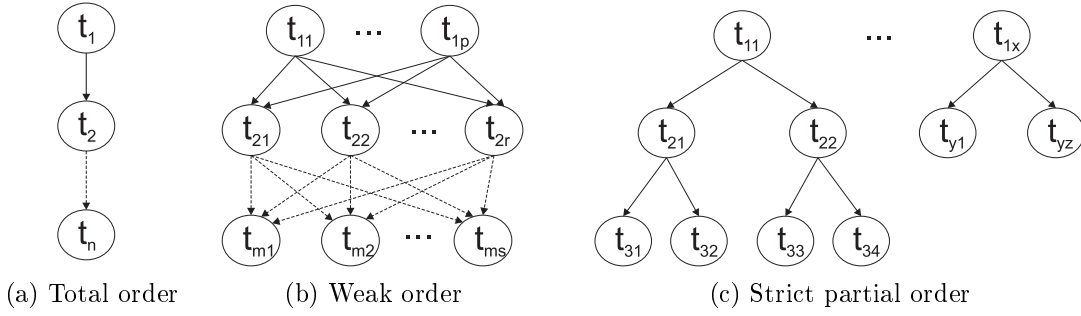 t11 ... t1p
t1
t11 ... t1x
t2
t21 t22 ... t2r
t21 t22 ty1 tyz
tn
tm1 tm2 ... tms
t31 t32 t33 t34
(a) Total order (b) Weak order (c) Strict partial order